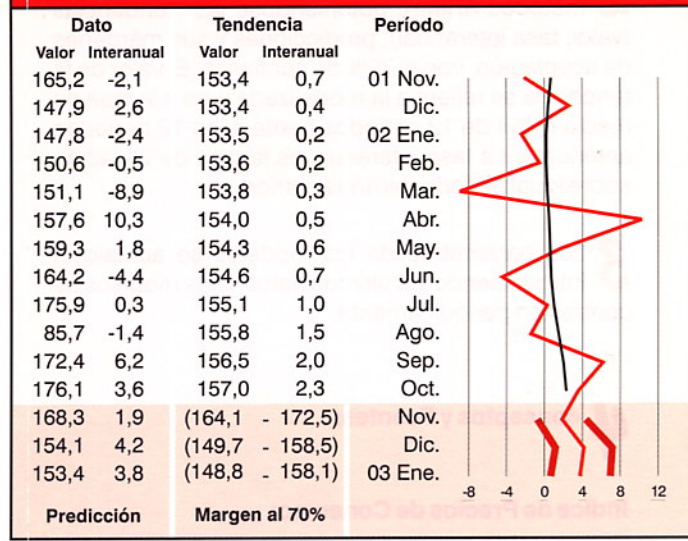 Dato Tendencia Período
Valor Interanual Valor Interanual
165,2 -2,1 153,4 0,7 01 Nov.
147,9 2,6 153,4 0,4 Dic.
147,8 -2,4 153,5 0,2 02 Ene.
150,6 -0,5 153,6 0,2 Feb.
151,1 -8,9 153,8 0,3 Mar.
157,6 10,3 154,0 0,5 Abr.
159,3 1,8 154,3 0,6 May.
164,2 -4,4 154,6 0,7 Jun.
175,9 0,3 155,1 1,0 Jul.
85,7 -1,4 155,8 1,5 Ago.
172,4 6,2 156,5 2,0 Sep.
176,1 3,6 157,0 2,3 Oct.
168,3 1,9 (164,1 - 172,5) Nov.
154,1 4,2 (149,7 - 158,5) Dic.
153,4 3,8 (148,8 - 158,1) 03 Ene.
-8 -4 0 4 8 12
Predicción Margen al 70%